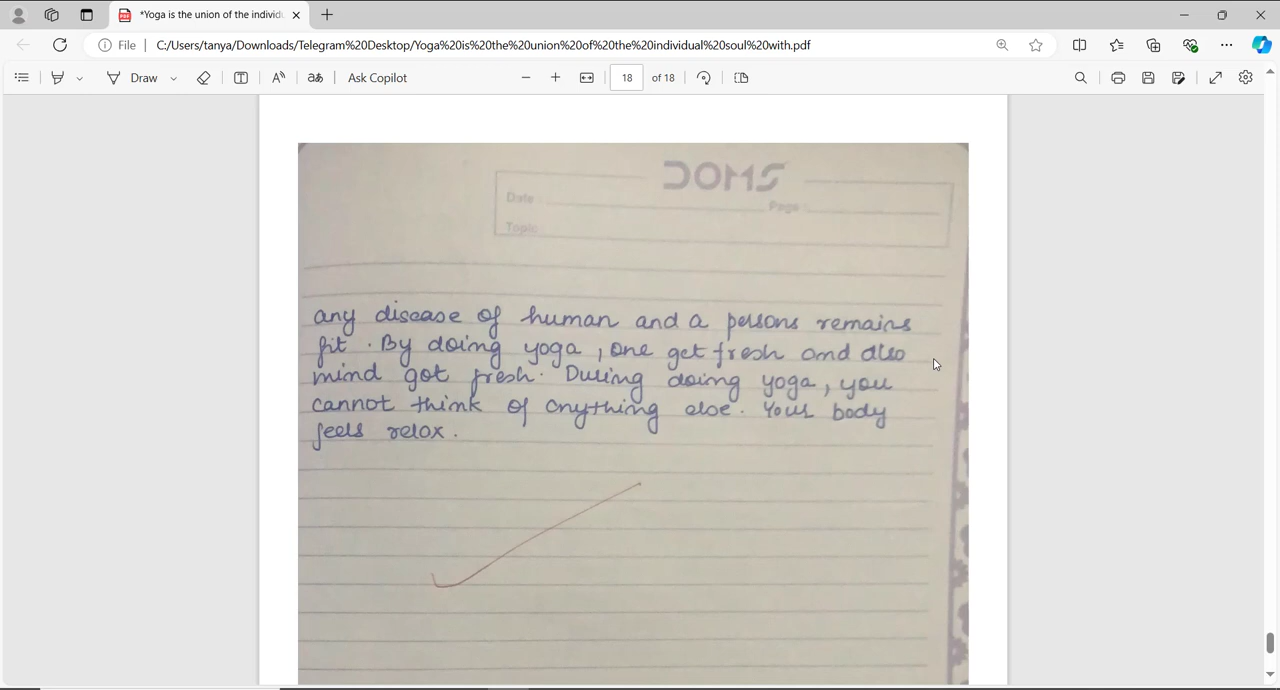 *Yoga is the union of the individu
File
C:/Users/tanya/Downloads/Telegram%20Desktop/Yoga%20is%20the%20union%20of%20the%20individual%20soul%20with.pdf
Draw
aあ
Ask Copilot
18 of 18
DOMS
Date
Page
Topic
any disease of human and a persons remains
fit . By doing yoga , one get fresh and also
mind got fresh. During doing yoga, you
cannot think of anything else. Your body
feels relax.